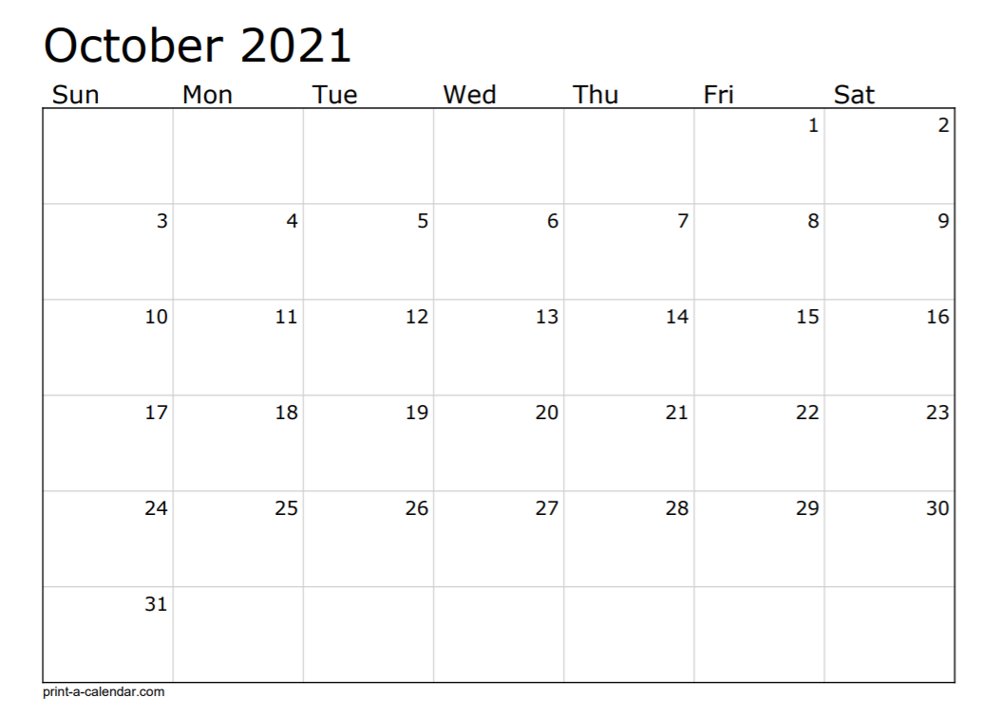 October 2021
Sun Mon Tue Wed Thu Fri Sat
1 2
3 4 5 6 7 8 9
10 11 12 13 14 15 16
17 18 19 20 21 22 23
24 25 26 27 28 29 30
31
print-a-calendar.com